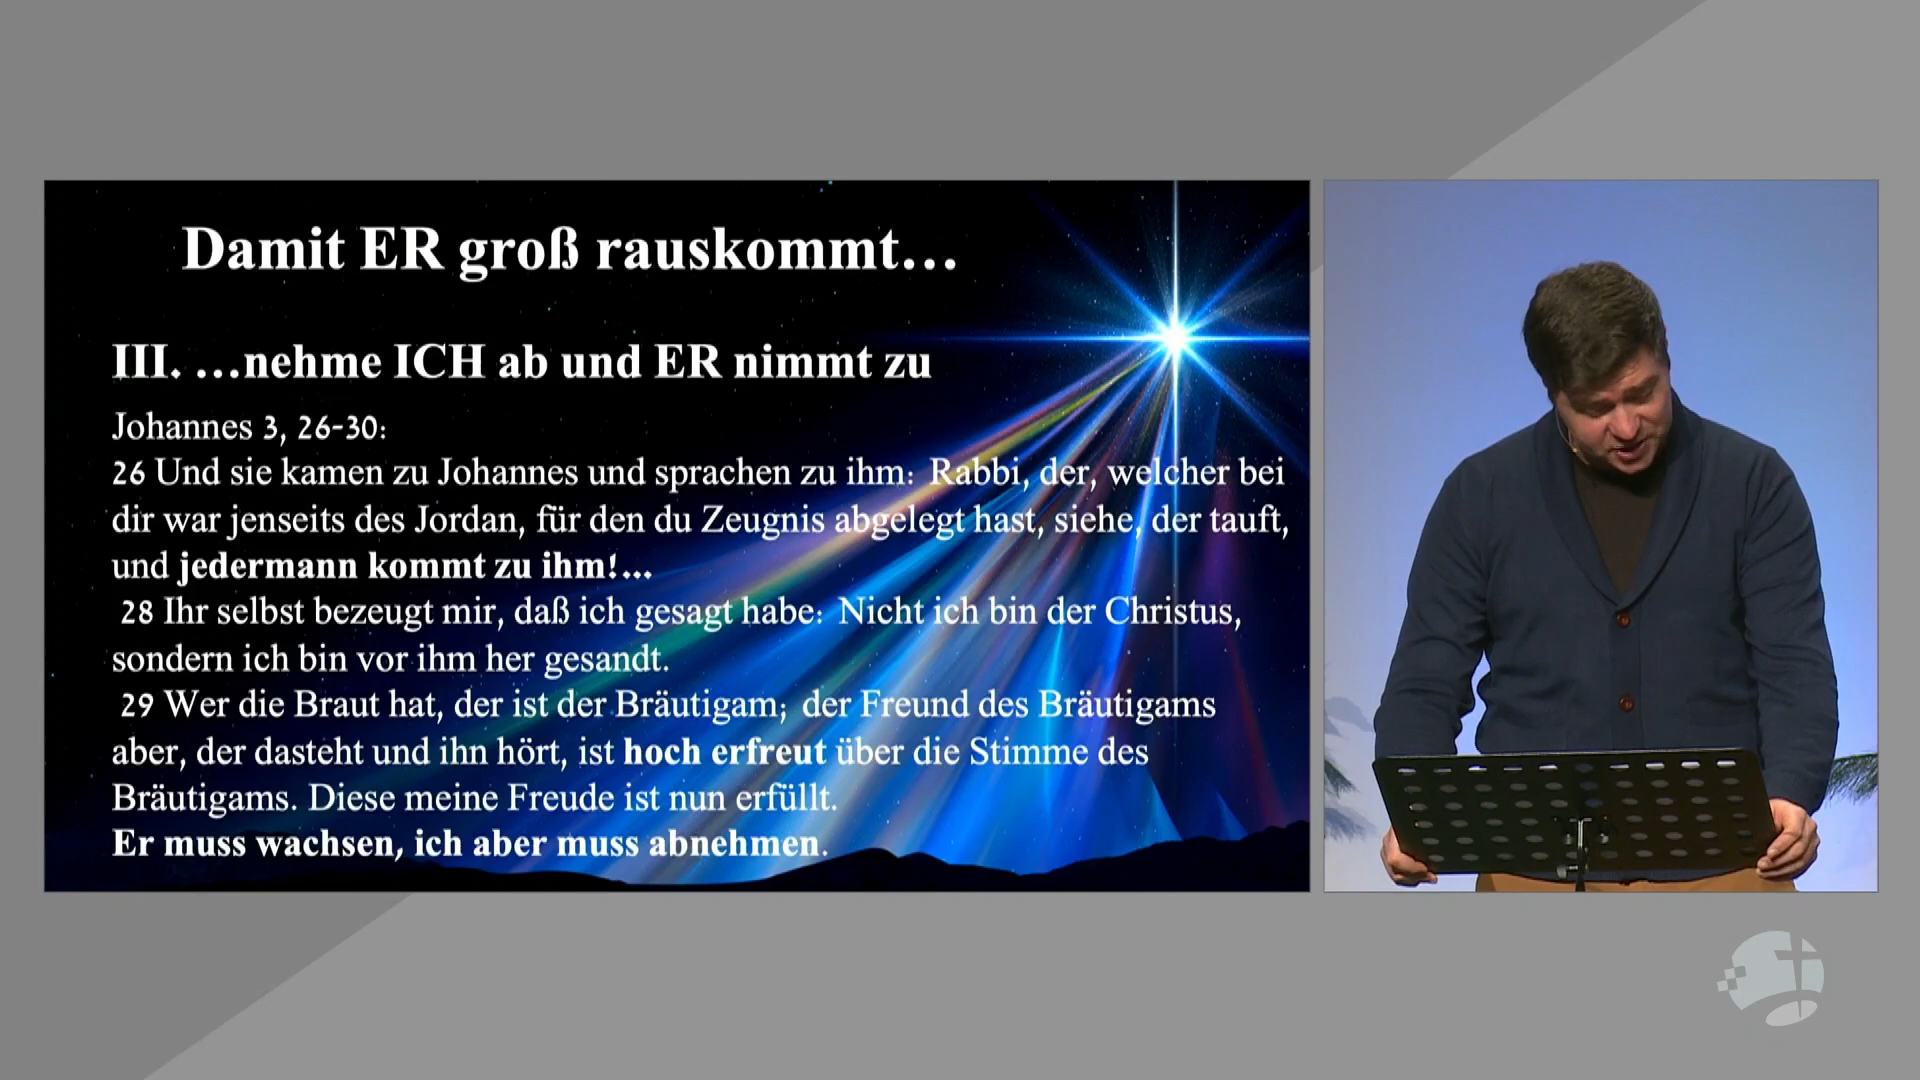 Damit ER groß rauskommt…
III. …nehme ICH ab und ER nimmt zu
Johannes 3, 26-30:
26 Und sie kamen zu Johannes und sprachen zu ihm: Rabbi, der, welcher bei
dir war jenseits des Jordan, für den du Zeugnis abgelegt hast, siehe, der tauft,
und jedermann kommt zu ihm!...
28 Ihr selbst bezeugt mir, daß ich gesagt habe: Nicht ich bin der Christus,
sondern ich bin vor ihm her gesandt.
29 Wer die Braut hat, der ist der Bräutigam; der Freund des Bräutigams
aber, der dasteht und ihn hört, ist hoch erfreut über die Stimme des
Bräutigams. Diese meine Freude ist nun erfüllt.
Er muss wachsen, ich aber muss abnehmen.